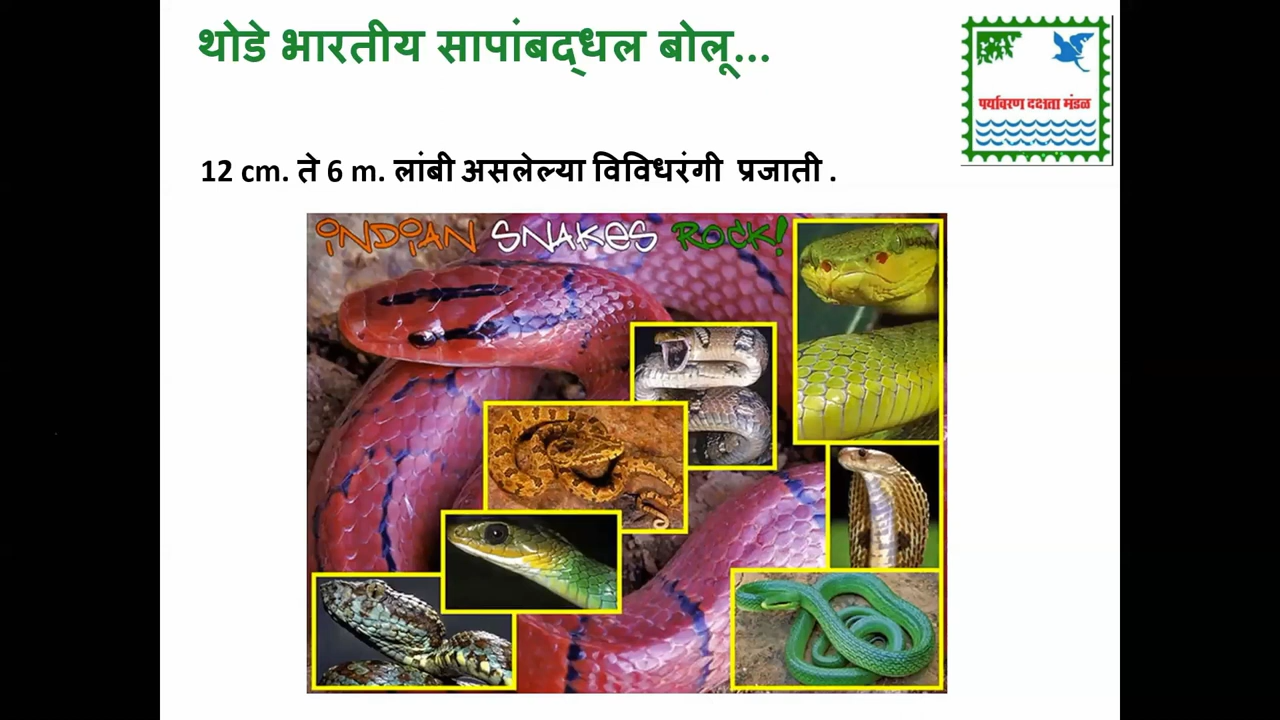 थोडे भारतीय सापांबद्धल बोलू...
पर्यावरण दक्षता मंडळ
12 cm. ते 6 m. लांबी असलेल्या विविधरंगी प्रजाती .
INDIAN SNAKES ROCK!